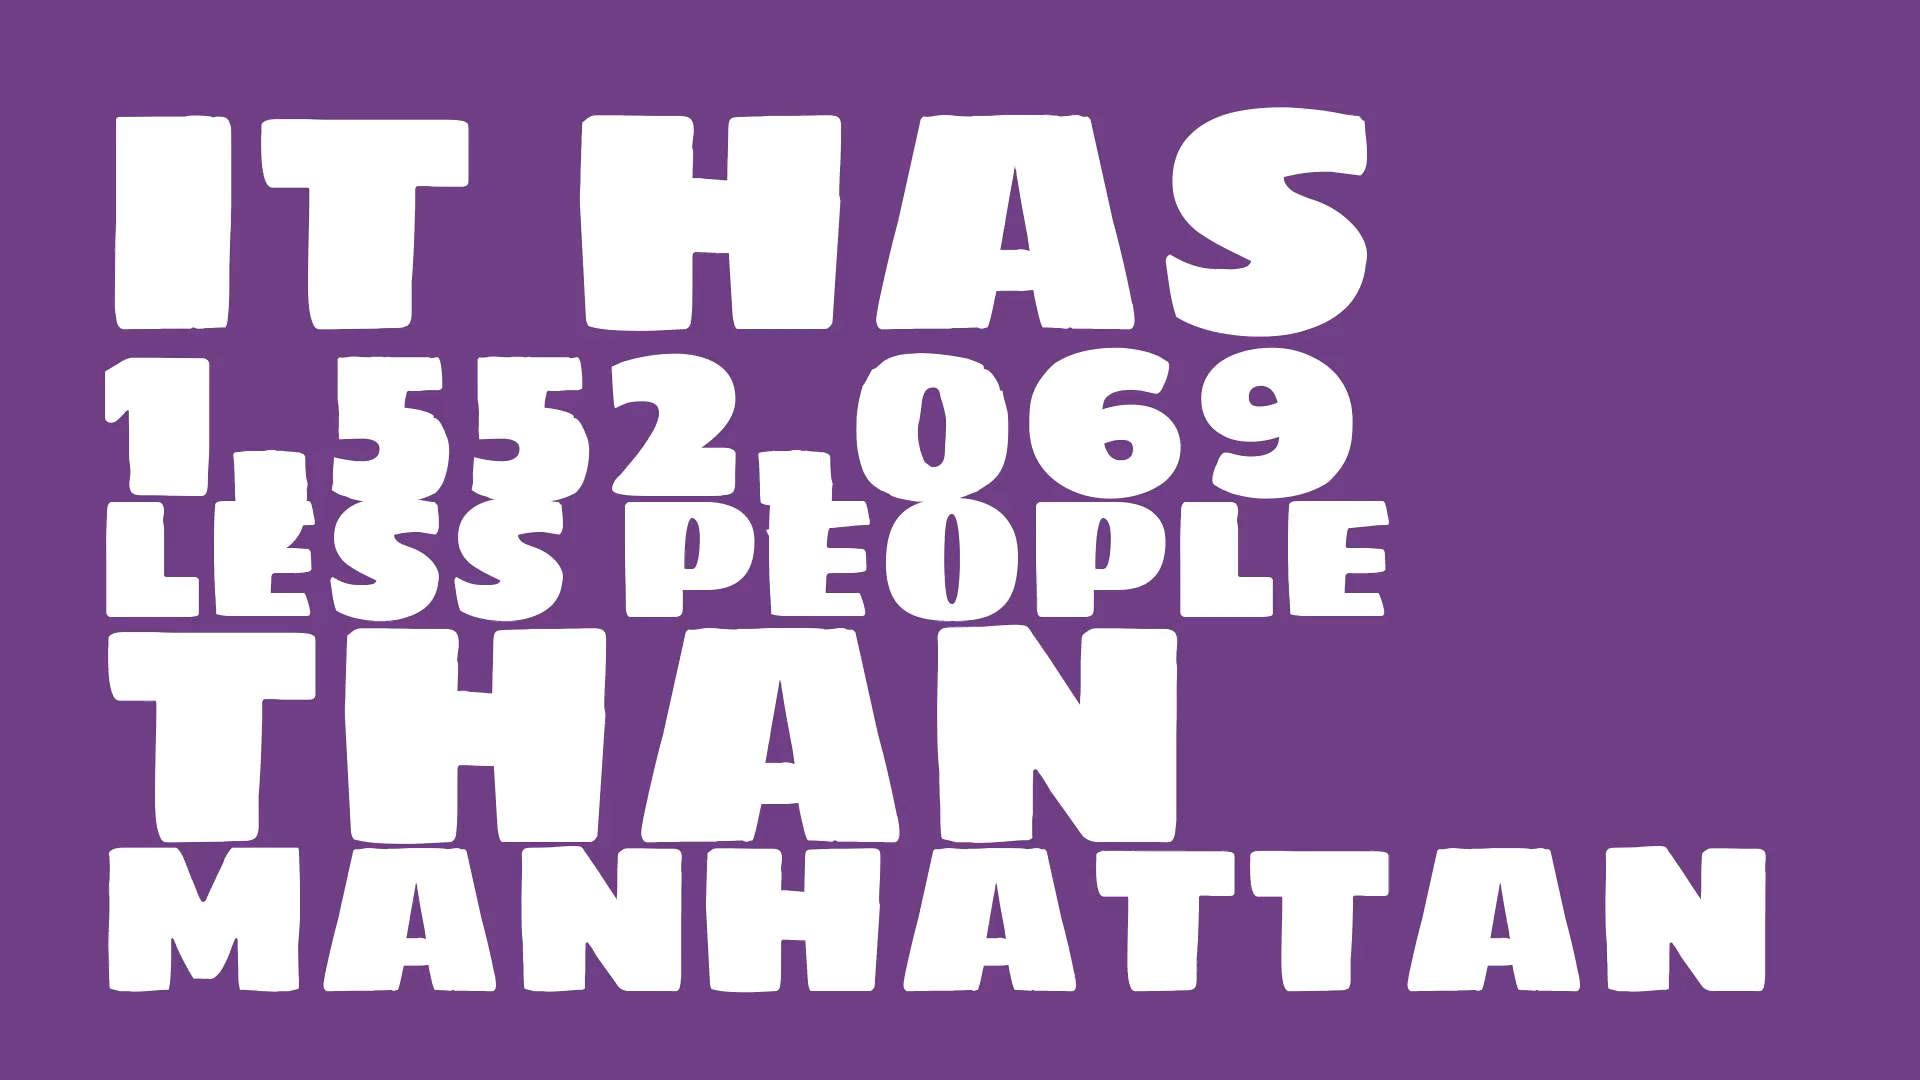 IT HAS
1,552,069
LESS PEOPLE
THAN
MANHATTAN